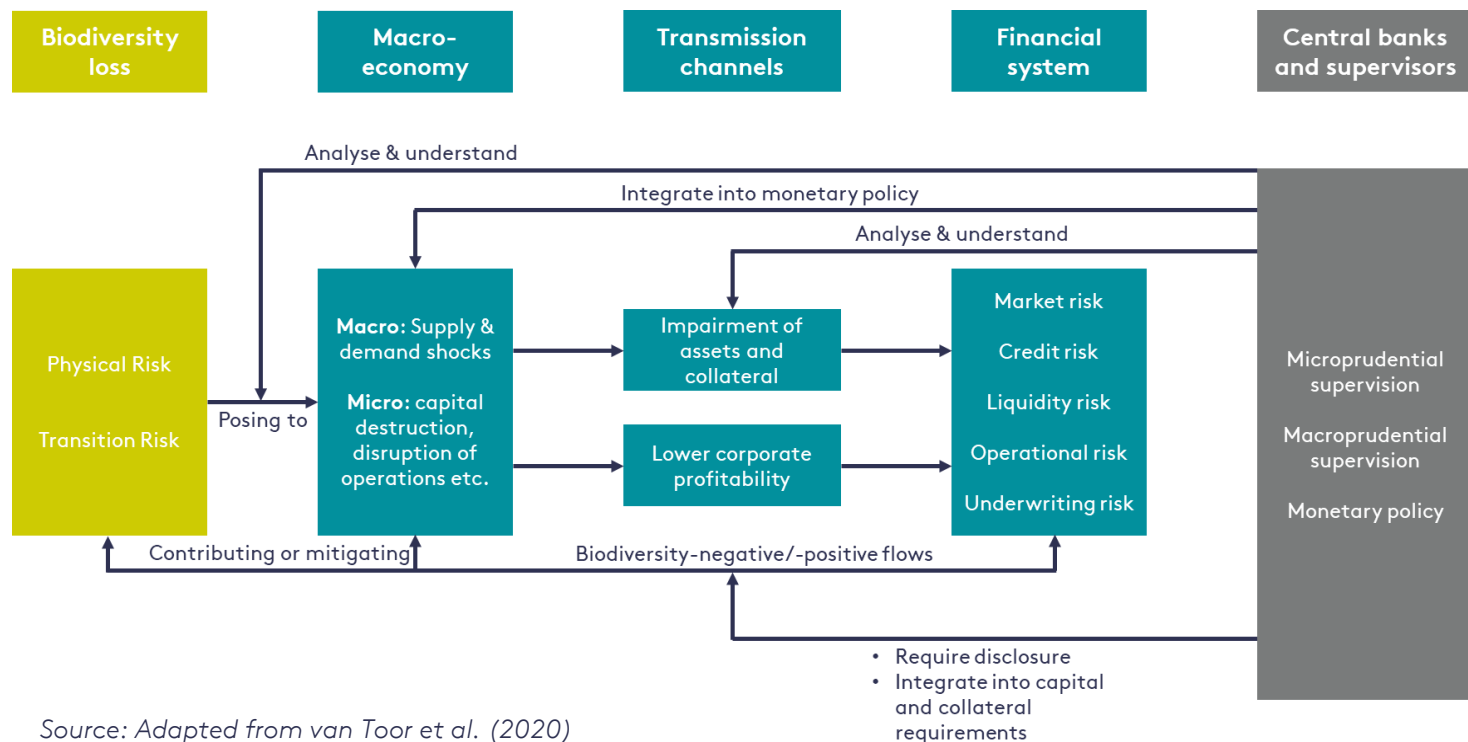 Biodiversity
loss
Macro-
economy
Transmission
channels
Financial
system
Central banks
and supervisors
Analyse & understand
Integrate into monetary policy
Analyse & understand
Physical Risk
Transition Risk
Posing to
Macro: Supply &
demand shocks
Micro: capital
destruction,
disruption of
operations etc.
Impairment of
assets and
collateral
Lower corporate
profitability
Market risk
Credit risk
Liquidity risk
Operational risk
Underwriting risk
Microprudential
supervision
Macroprudential
supervision
Monetary policy
Contributing or mitigating
Biodiversity-negative/-positive flows
• Require disclosure
• Integrate into capital
and collateral
requirements
Source: Adapted from van Toor et al. (2020)